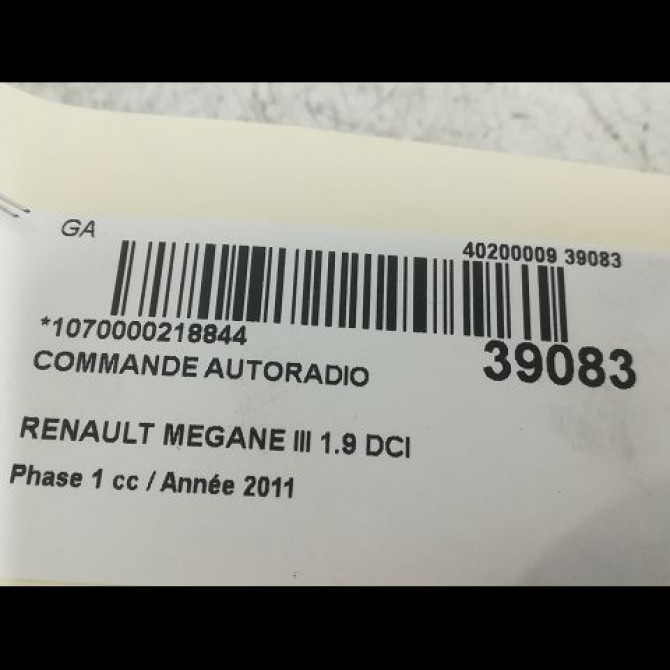 GA
40200009 39083
*1070000218844
39083
COMMANDE AUTORADIO
RENAULT MEGANE III 1.9 DCI
Phase 1 cc / Année 2011